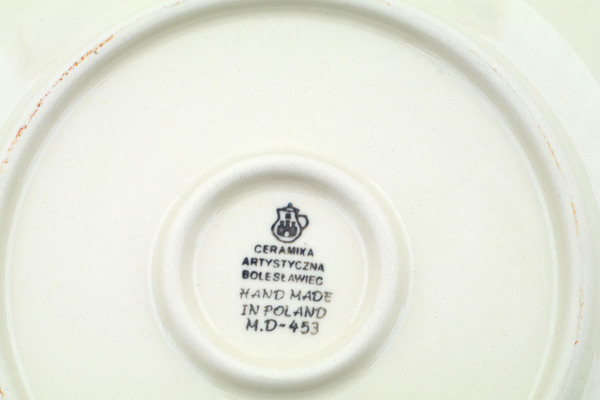 CERAMIKA
ARTYSTYCZNA
BOLESŁAWIEC
HAND MADE
IN POLAND
M.D-453